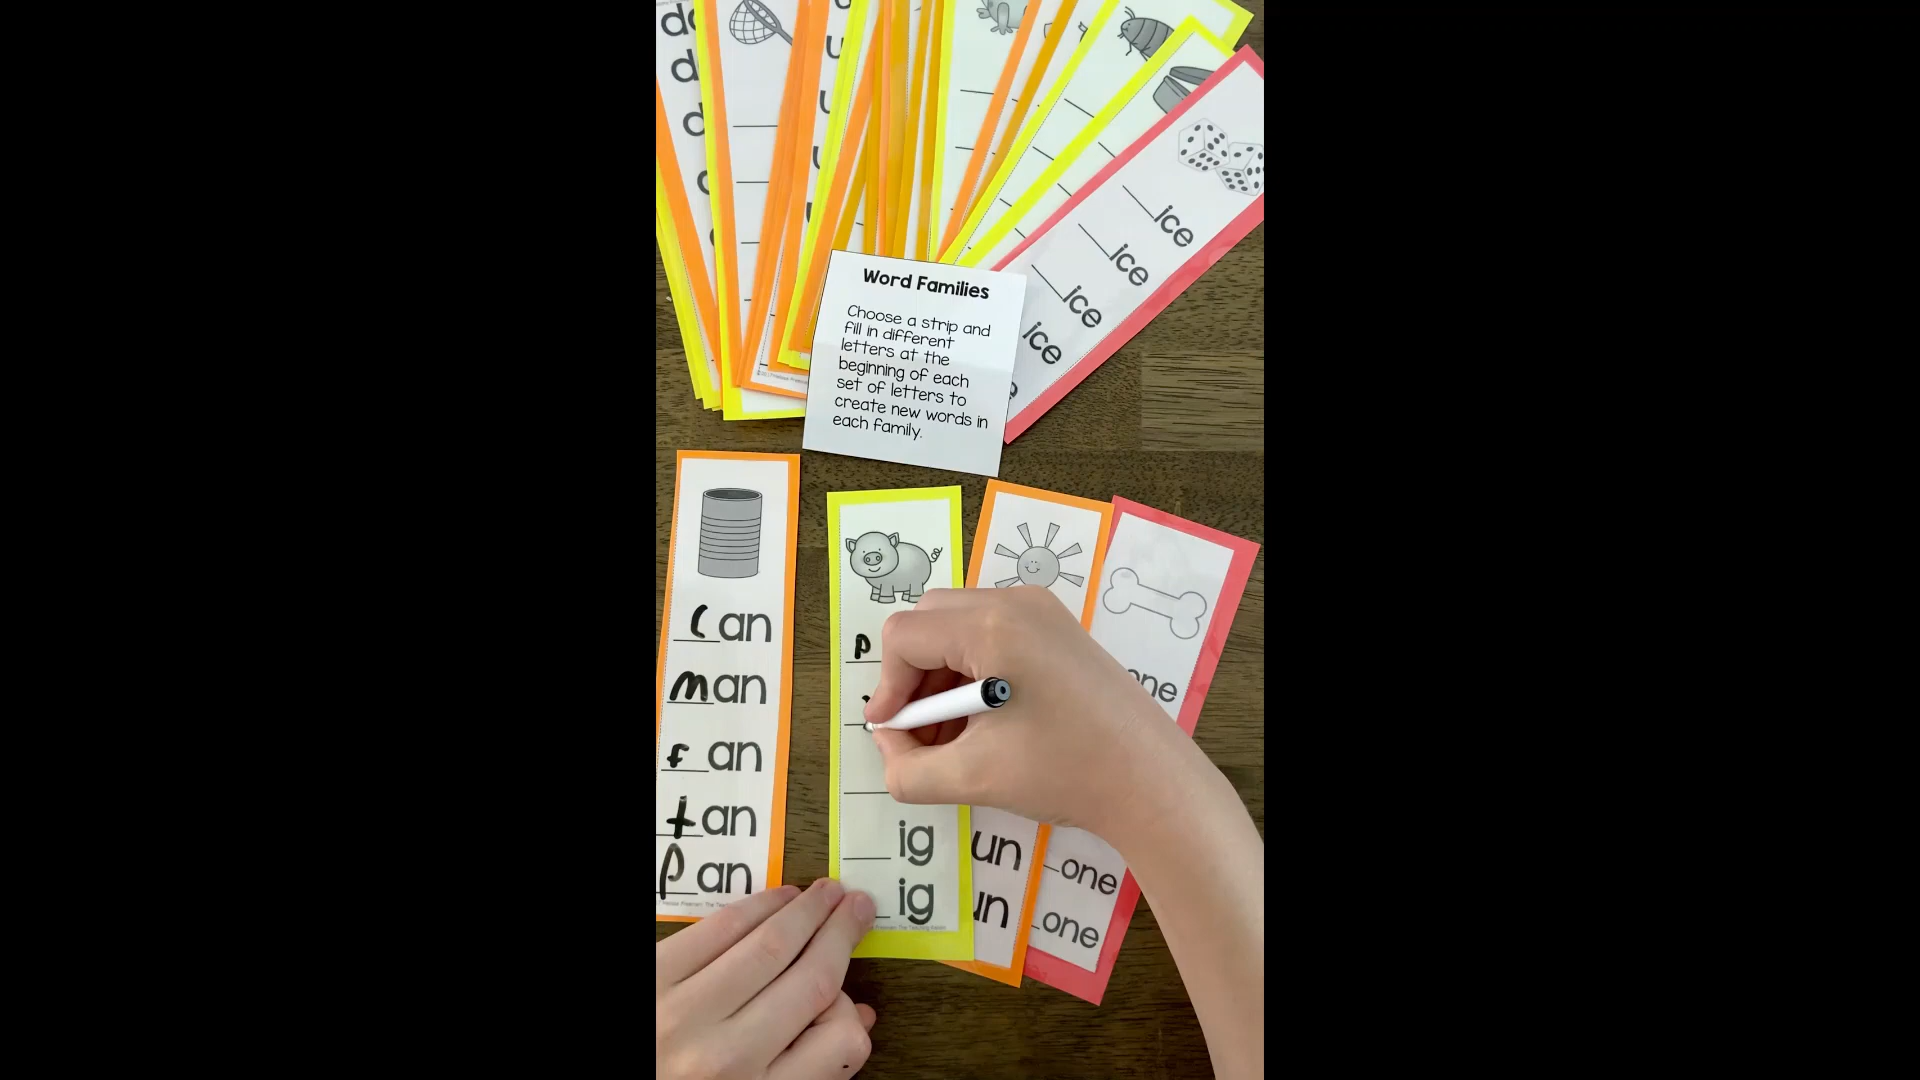 Word Families
Choose a strip and
fill in different
letters at the
beginning of each
set of letters to
create new words in
each family.
ice
ice
ice
ice
can
man
fan
tan
pan
p
ig
ig
un
un
one
one
one